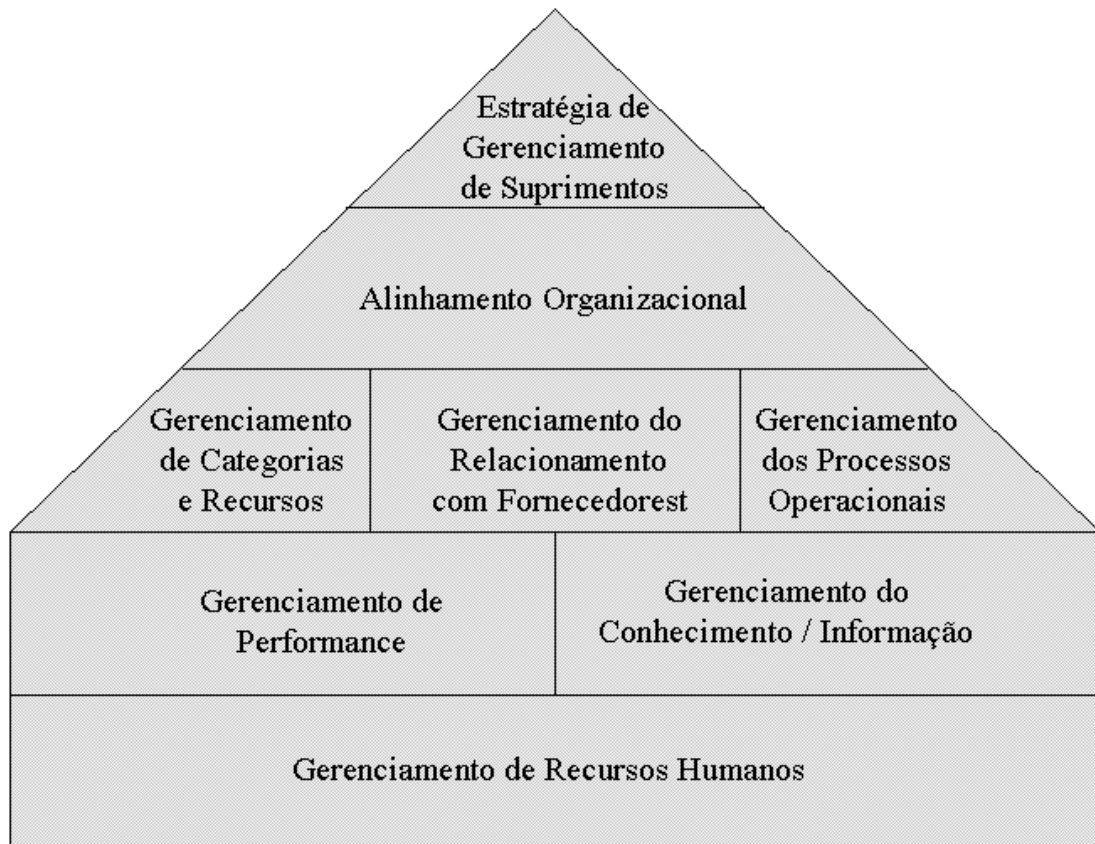 Estratégia de
Gerenciamento
de Suprimentos
Alinhamento Organizacional
Gerenciamento
de Categorias
e Recursos
Gerenciamento do
Relacionamento
com Fornecedorest
Gerenciamento
dos Processos
Operacionais
Gerenciamento de
Performance
Gerenciamento do
Conhecimento / Informação
Gerenciamento de Recursos Humanos